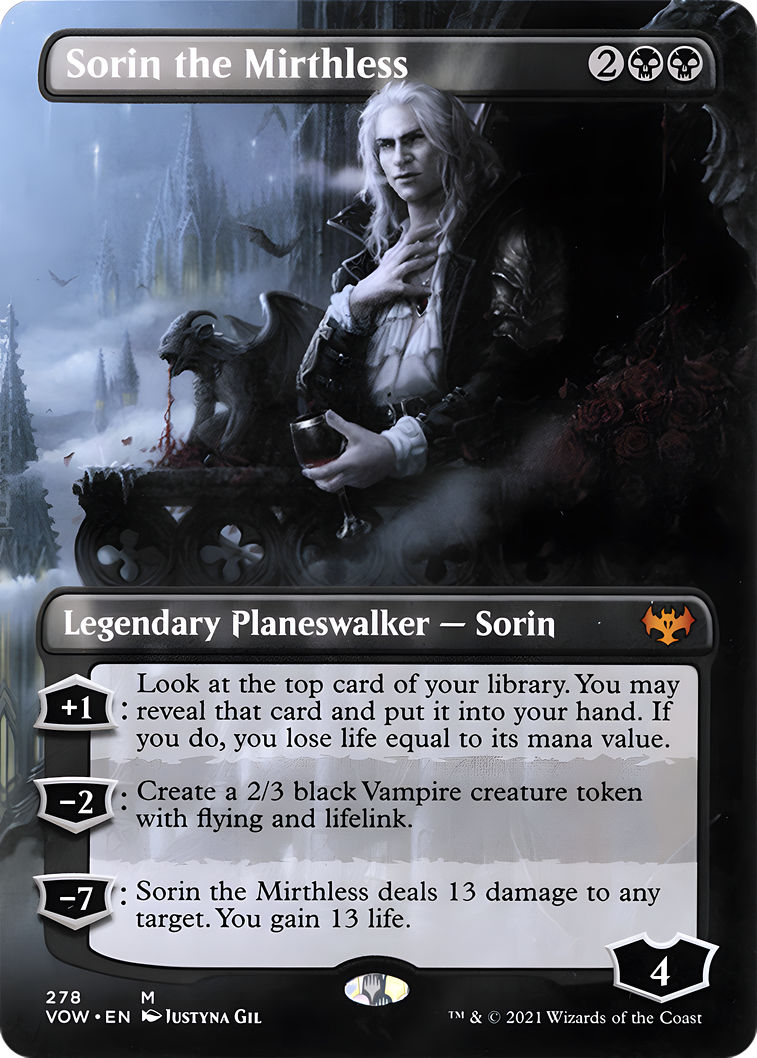 Sorin the Mirthless 2
Legendary Planeswalker — Sorin
+1: Look at the top card of your library. You may
reveal that card and put it into your hand. If
you do, you lose life equal to its mana value.
−2: Create a 2/3 black Vampire creature token
with flying and lifelink.
−7: Sorin the Mirthless deals 13 damage to any
target. You gain 13 life.
4
278 M
VOW • EN Justyna Gil
™ & © 2021 Wizards of the Coast